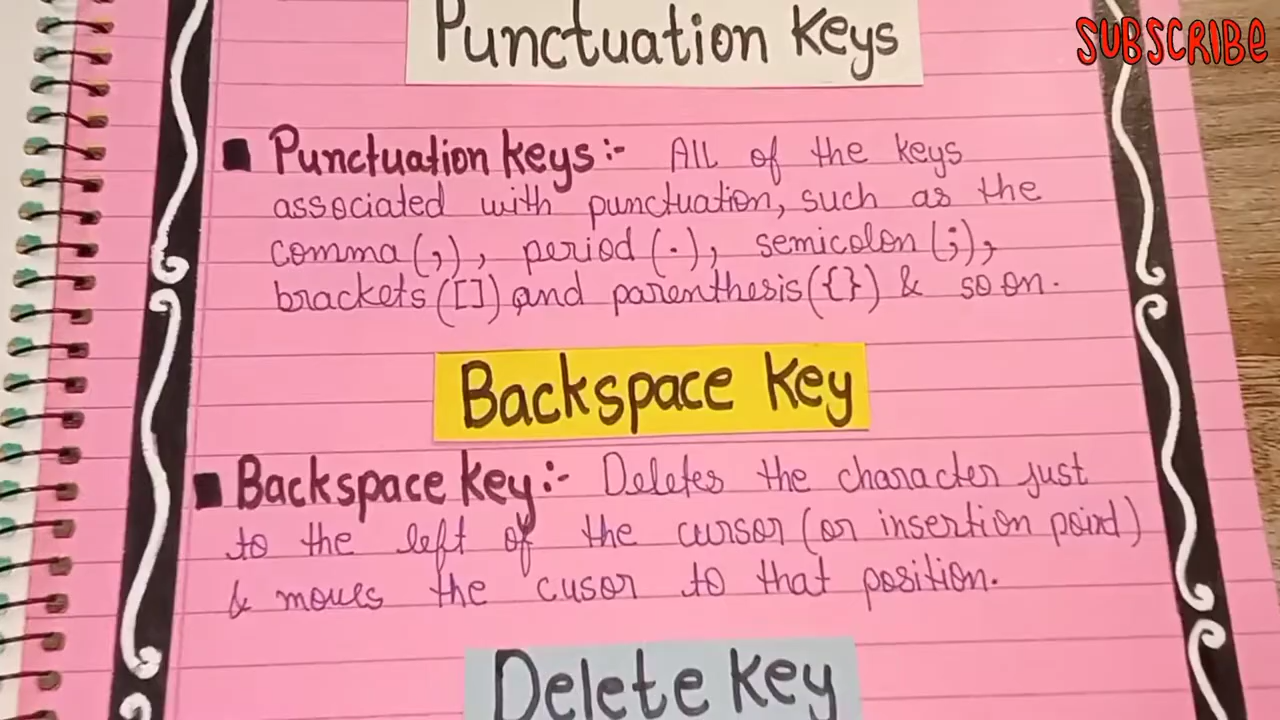 Punctuation Keys
SUBSCRIBE
■ Punctuation keys:- All of the keys
associated with punctuation, such as the
comma (,), period (.), semicolon (;),
brackets ([]) and parenthesis ({}) & so on.
Backspace Key
■ Backspace key:- Deletes the character just
to the left of the cursor (or insertion point)
& moves the cusor to that position.
Delete key